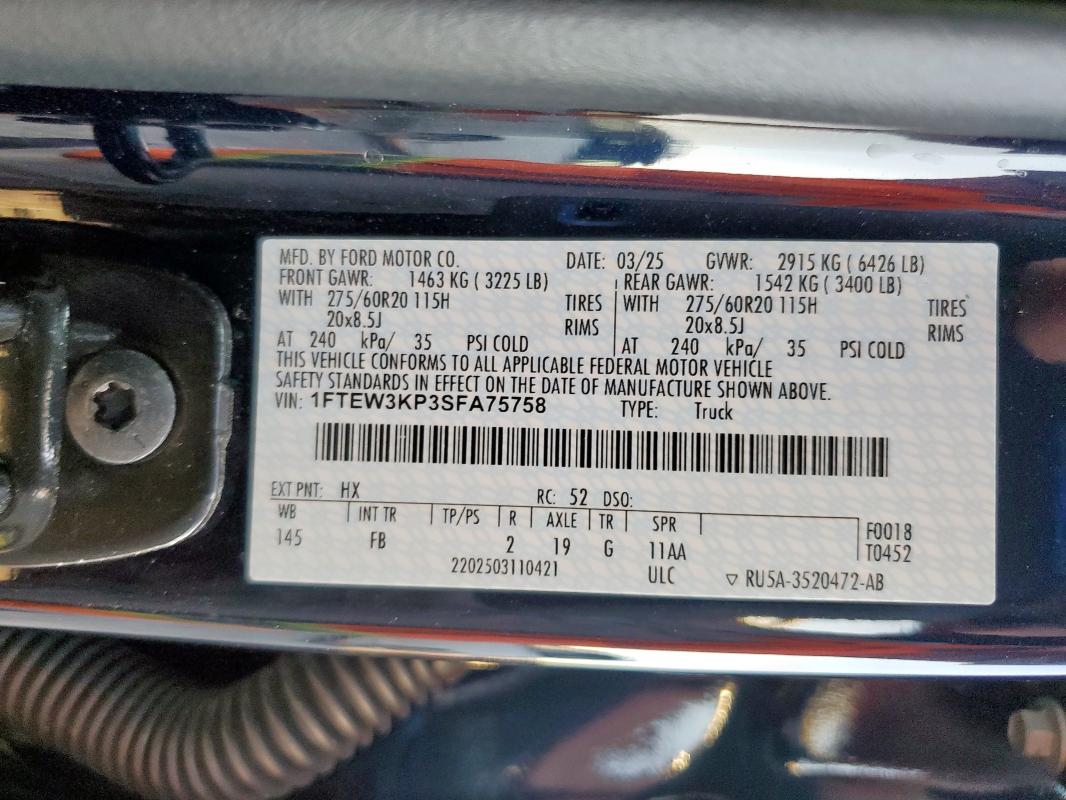 MFD. BY FORD MOTOR CO. DATE: 03/25 GVWR: 2915 KG ( 6426 LB)
FRONT GAWR: 1463 KG ( 3225 LB) REAR GAWR: 1542 KG ( 3400 LB)
WITH 275/60R20 115H TIRES WITH 275/60R20 115H TIRES
20x8.5J RIMS 20x8.5J RIMS
AT 240 kPa/ 35 PSI COLD AT 240 kPa/ 35 PSI COLD
THIS VEHICLE CONFORMS TO ALL APPLICABLE FEDERAL MOTOR VEHICLE
SAFETY STANDARDS IN EFFECT ON THE DATE OF MANUFACTURE SHOWN ABOVE.
VIN: 1FTEW3KP3SFA75758 TYPE: Truck
EXT PNT: HX RC: 52 DSO:
WB INT TR TP/PS R AXLE TR SPR F0018
145 FB 2 19 G 11AA T0452
2202503110421 ULC ▽ RU5A-3520472-AB